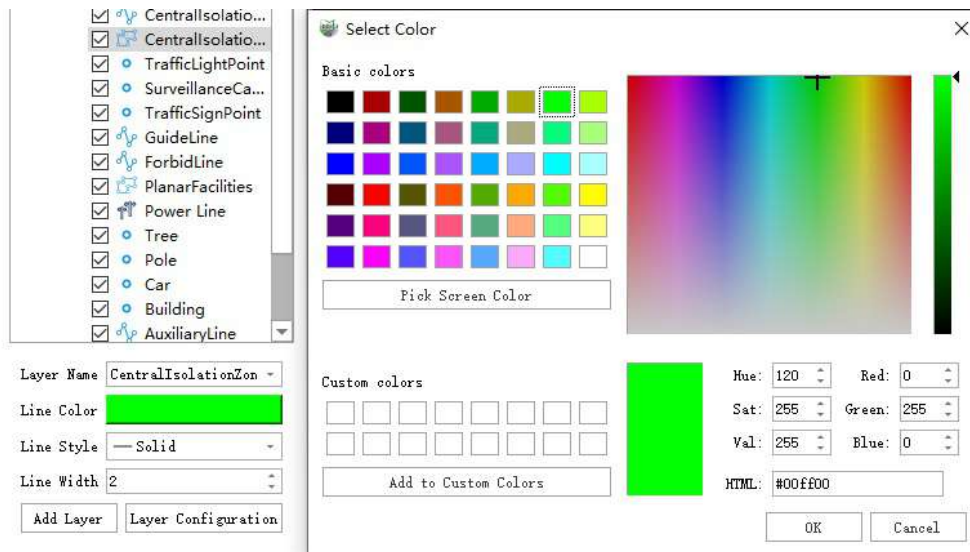 CentralIsolatio...
CentralIsolatio...
TrafficLightPoint
SurveillanceCa...
TrafficSignPoint
GuideLine
ForbidLine
PlanarFacilities
Power Line
Tree
Pole
Car
Building
AuxiliaryLine
Layer Name CentralIsolationZon
Line Color
Line Style Solid
Line Width 2
Add Layer Layer Configuration
Select Color
Basic colors
Pick Screen Color
Custom colors
Add to Custom Colors
Hue: 120 Red: 0
Sat: 255 Green: 255
Val: 255 Blue: 0
HTML: #00ff00
OK Cancel